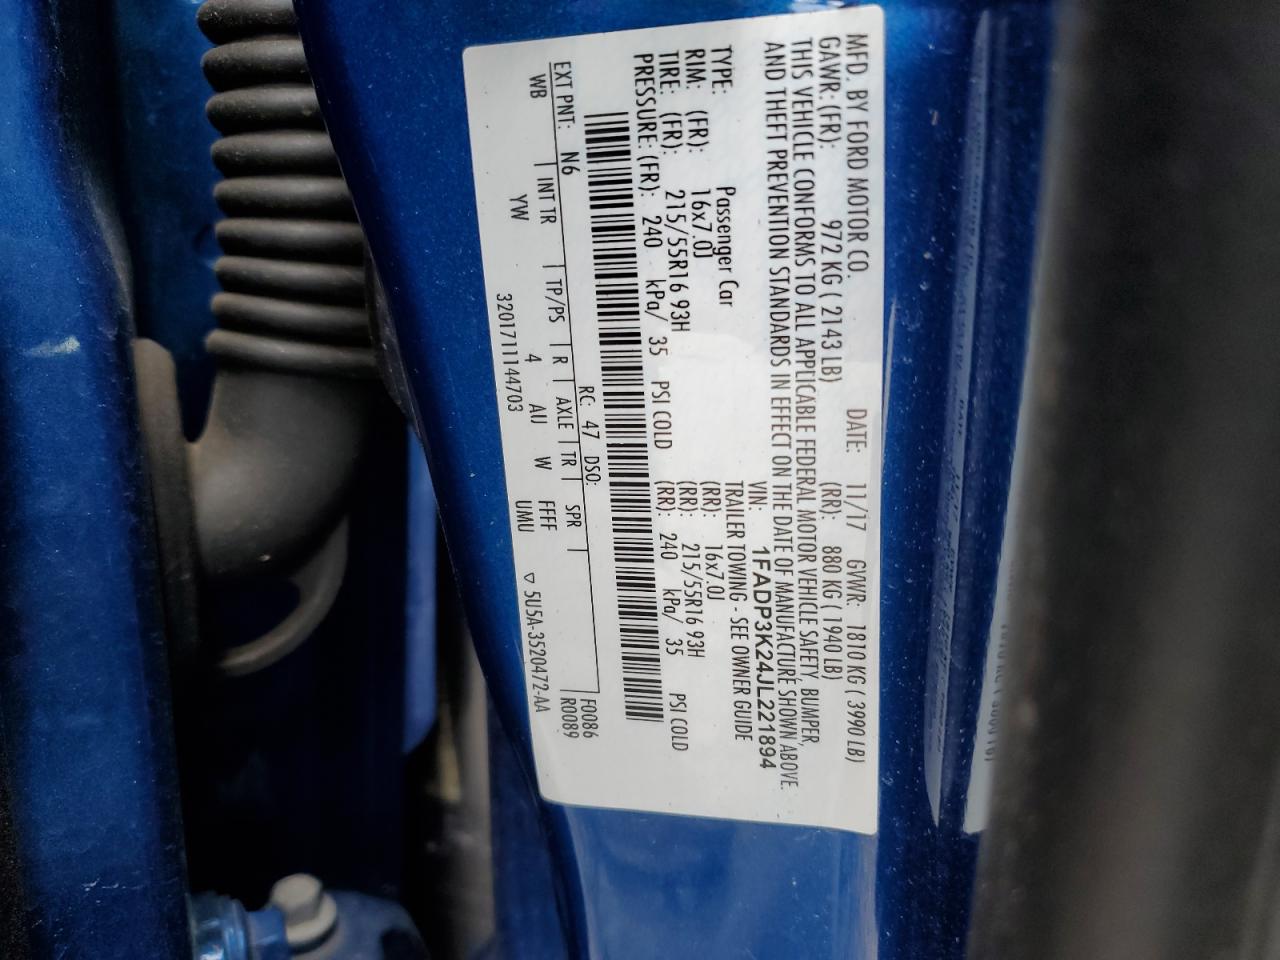 MFD. BY FORD MOTOR CO. DATE: 11/17 GVWR: 1810 KG ( 3990 LB)
GAWR: (FR): 972 KG ( 2143 LB) (RR): 880 KG ( 1940 LB)
THIS VEHICLE CONFORMS TO ALL APPLICABLE FEDERAL MOTOR VEHICLE SAFETY, BUMPER,
AND THEFT PREVENTION STANDARDS IN EFFECT ON THE DATE OF MANUFACTURE SHOWN ABOVE.
VIN: 1FADP3K24JL221894
TYPE: Passenger Car TRAILER TOWING - SEE OWNER GUIDE
RIM: (FR): 16x7.0J (RR): 16x7.0J
TIRE: (FR): 215/55R16 93H (RR): 215/55R16 93H
PRESSURE: (FR): 240 kPa/ 35 PSI COLD (RR): 240 kPa/ 35 PSI COLD
RC: 47 DSO: F0086
EXT PNT: N6 R0089
INT TR TP/PS R AXLE TR SPR
WB YW 4 AU W FFFF
UMU
3201711144703 ▽ 5U5A-3520472-AA